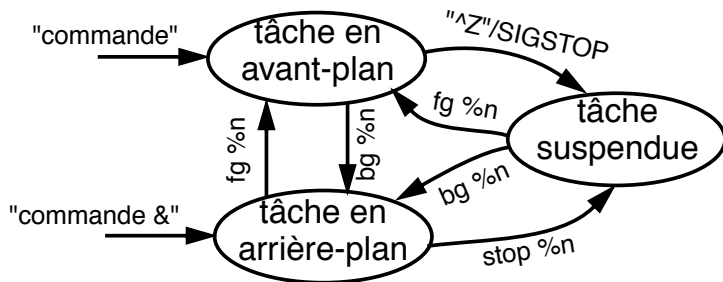 "commande"
tâche en
avant-plan
"^Z"/SIGSTOP
fg %n
tâche
suspendue
fg %n
bg %n
bg %n
"commande &"
tâche en
arrière-plan
stop %n